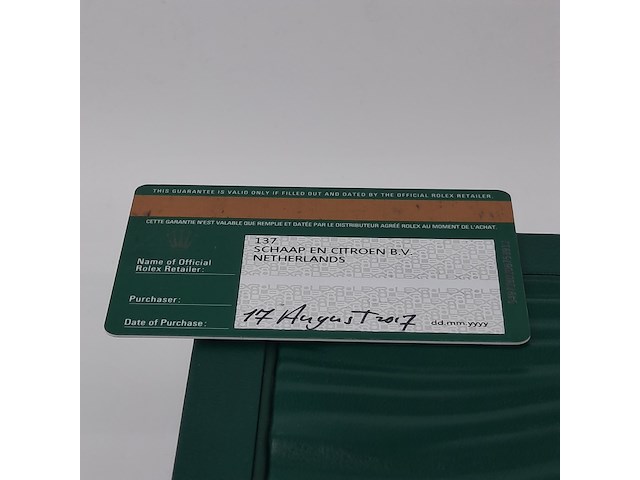 THIS GUARANTEE IS VALID ONLY IF FILLED OUT AND DATED BY THE OFFICIAL ROLEX RETAILER.
CETTE GARANTIE N'EST VALABLE QUE REMPLIE ET DATÉE PAR LE DISTRIBUTEUR AGRÉE ROLEX AU MOMENT DE L'ACHAT.
137
SCHAAP EN CITROEN B.V.
NETHERLANDS
Name of Official
Rolex Retailer:
Purchaser:
Date of Purchase:
17 August 2017
dd.mm.yyyy